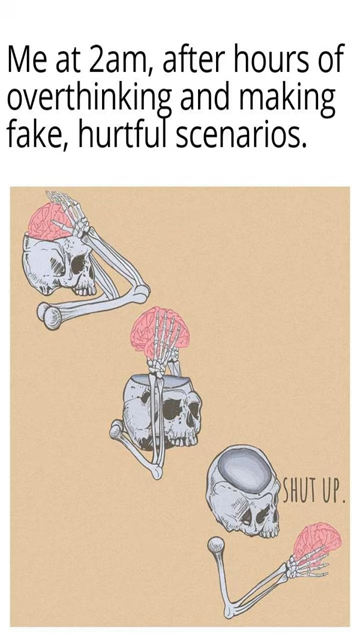 Me at 2am, after hours of
overthinking and making
fake, hurtful scenarios.
SHUT UP.